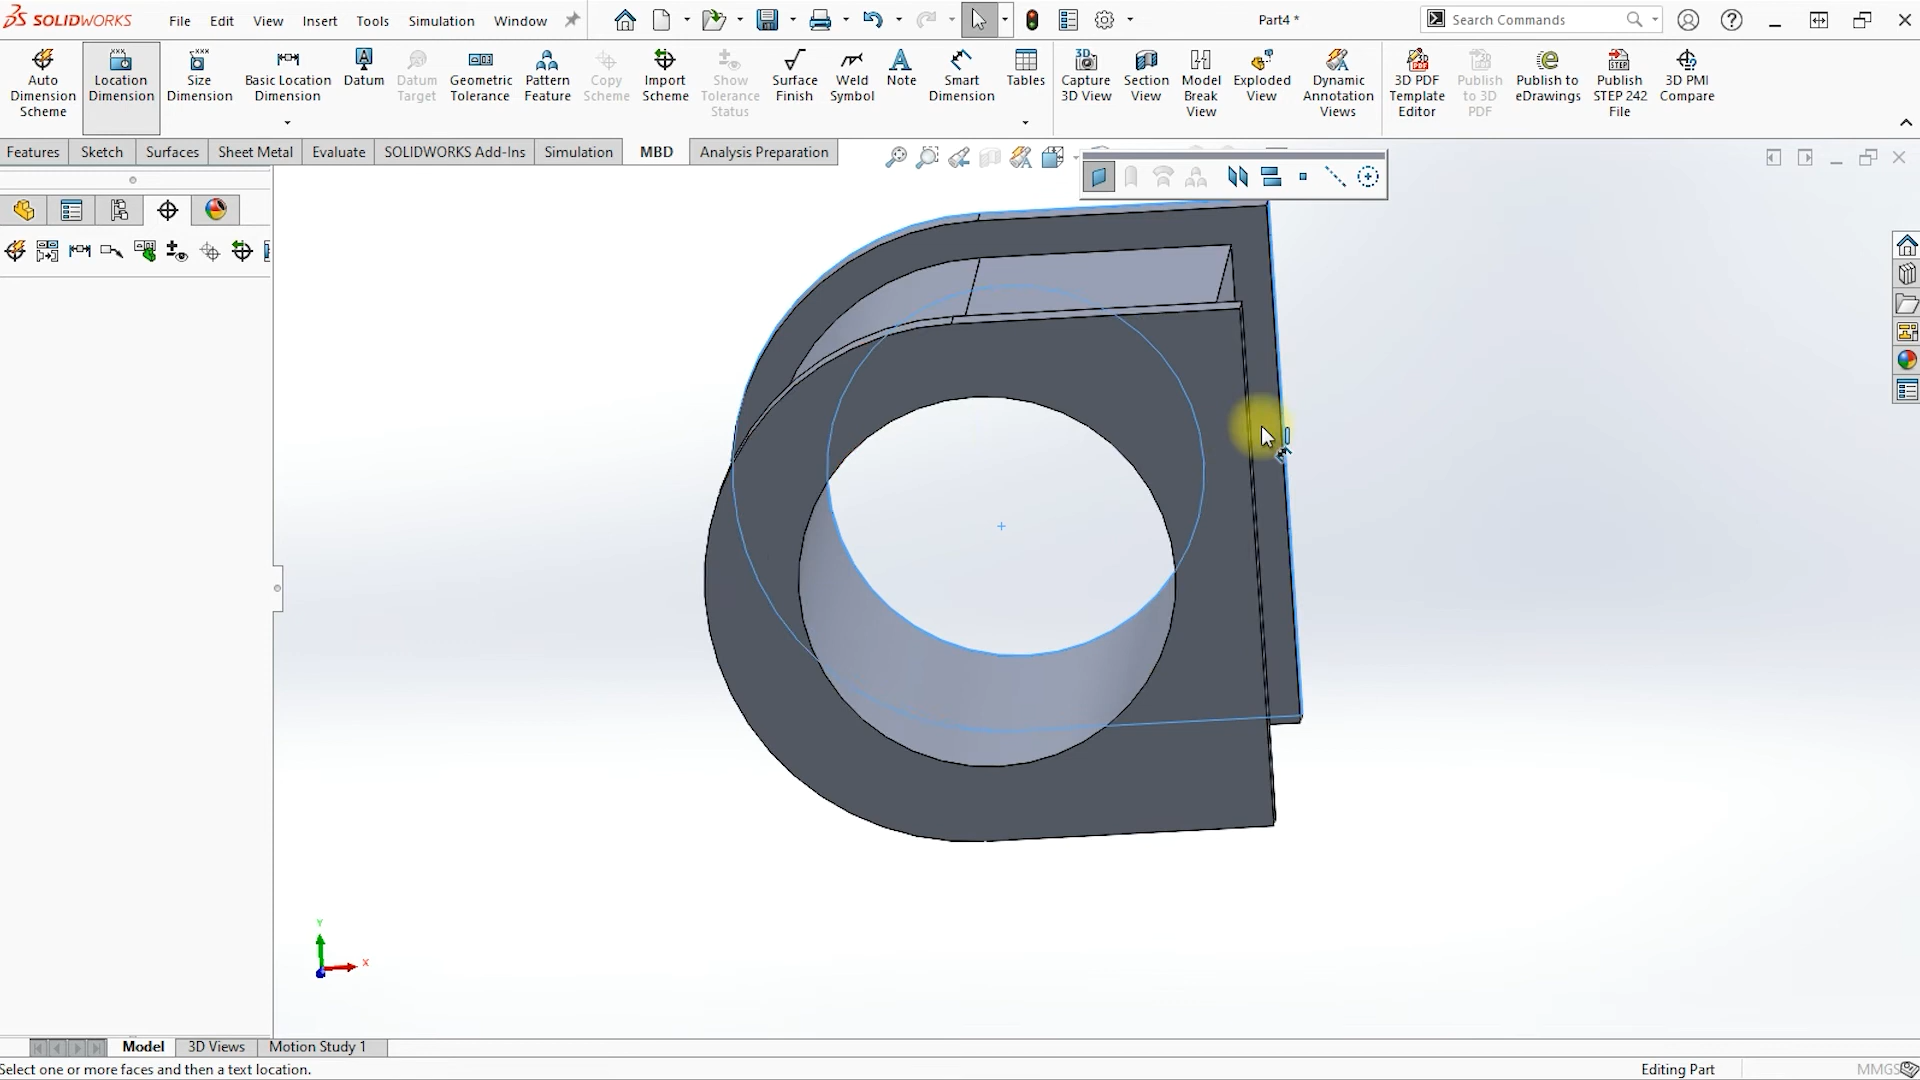 SOLIDWORKS File Edit View Insert Tools Simulation Window Part4 * Search Commands
Auto Dimension Scheme
Location Dimension
Size Dimension
Basic Location Dimension
Datum
Datum Target
Geometric Tolerance
Pattern Feature
Copy Scheme
Import Scheme
Show Tolerance Status
Surface Finish
Weld Symbol
Note
Smart Dimension
Tables
Capture 3D View
Section View
Model Break View
Exploded View
Dynamic Annotation Views
3D PDF Template Editor
Publish to 3D PDF
Publish to eDrawings
Publish STEP 242 File
3D PMI Compare
Features Sketch Surfaces Sheet Metal Evaluate SOLIDWORKS Add-Ins Simulation MBD Analysis Preparation
Y
X
Model 3D Views Motion Study 1
Select one or more faces and then a text location. Editing Part MMGS